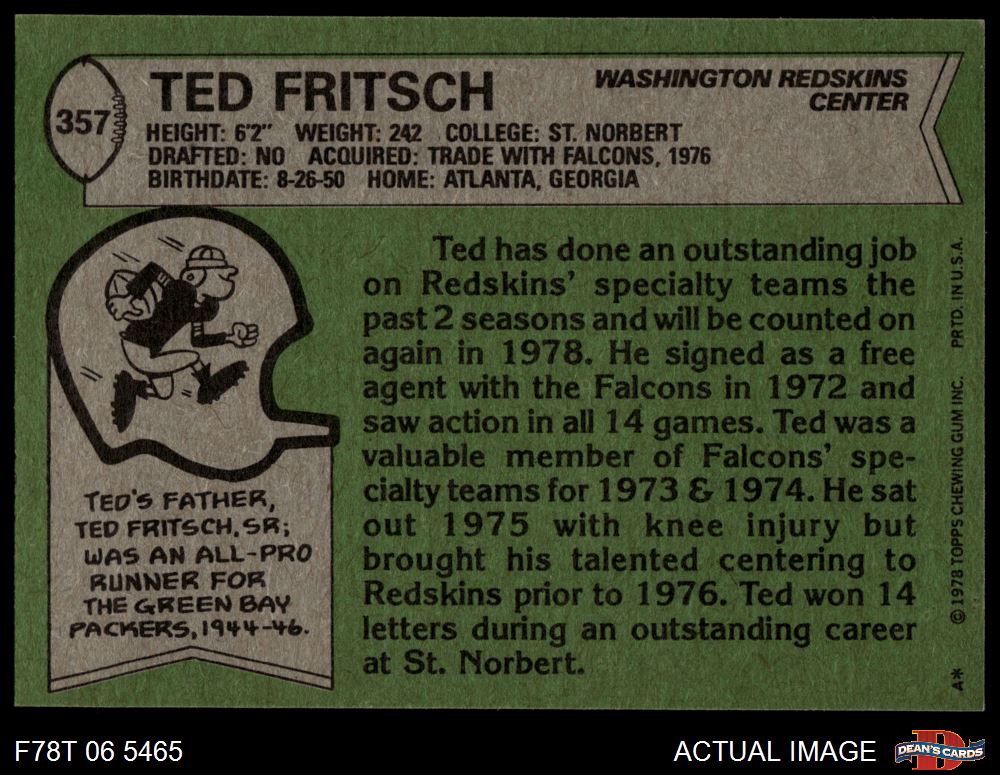 357
TED FRITSCH
WASHINGTON REDSKINS
CENTER
HEIGHT: 6'2" WEIGHT: 242 COLLEGE: ST. NORBERT
DRAFTED: NO ACQUIRED: TRADE WITH FALCONS, 1976
BIRTHDATE: 8-26-50 HOME: ATLANTA, GEORGIA
TED'S FATHER,
TED FRITSCH, SR;
WAS AN ALL-PRO
RUNNER FOR
THE GREEN BAY
PACKERS, 1944-46.
Ted has done an outstanding job
on Redskins' specialty teams the
past 2 seasons and will be counted on
again in 1978. He signed as a free
agent with the Falcons in 1972 and
saw action in all 14 games. Ted was a
valuable member of Falcons' spe-
cialty teams for 1973 & 1974. He sat
out 1975 with knee injury but
brought his talented centering to
Redskins prior to 1976. Ted won 14
letters during an outstanding career
at St. Norbert.
A* © 1978 TOPPS CHEWING GUM INC. PRTD. IN U.S.A.
F78T 06 5465
ACTUAL IMAGE
D
DEAN'S CARDS